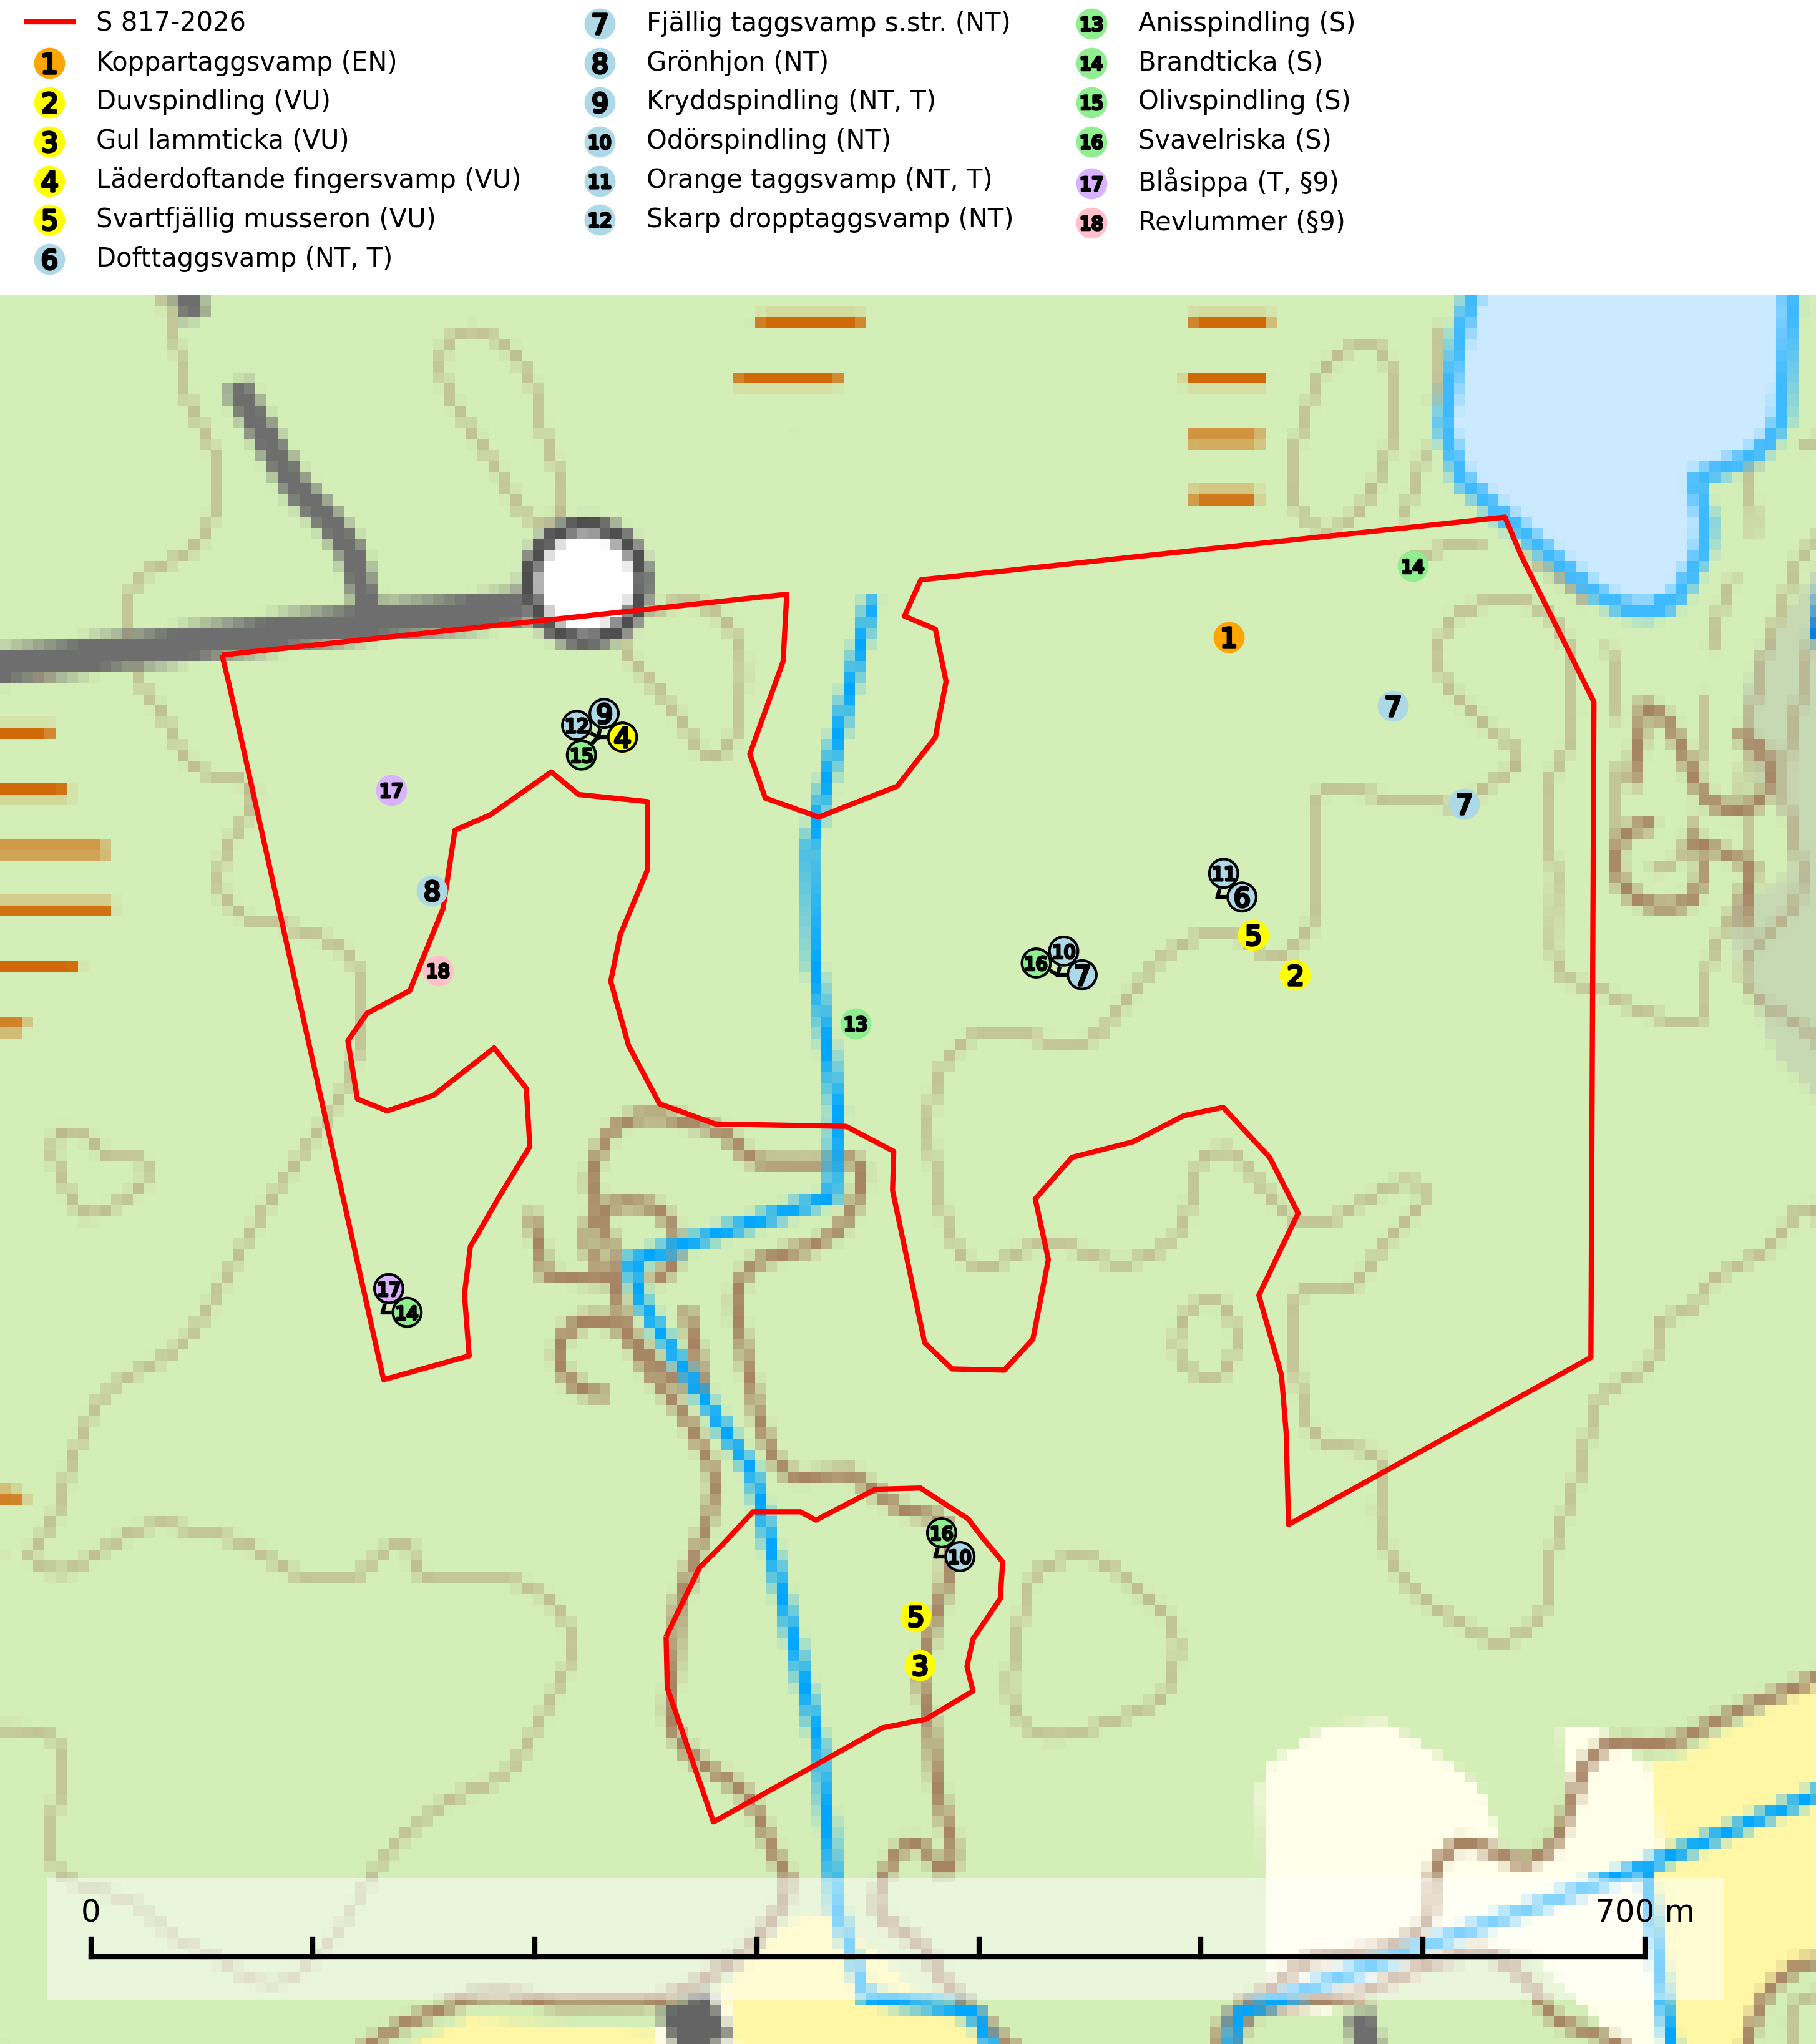 S 817-2026
1 Koppartaggsvamp (EN)
2 Duvspindling (VU)
3 Gul lammticka (VU)
4 Läderdoftande fingersvamp (VU)
5 Svartfjällig musseron (VU)
6 Dofttaggsvamp (NT, T)
7 Fjällig taggsvamp s.str. (NT)
8 Grönhjon (NT)
9 Kryddspindling (NT, T)
10 Odörspindling (NT)
11 Orange taggsvamp (NT, T)
12 Skarp dropptaggsvamp (NT)
13 Anisspindling (S)
14 Brandticka (S)
15 Olivspindling (S)
16 Svavelriska (S)
17 Blåsippa (T, §9)
18 Revlummer (§9)
14
1
7
9
12
4
15
17
7
11
8
6
5
10
16
7
18
2
13
17
14
16
10
5
3
0
700 m